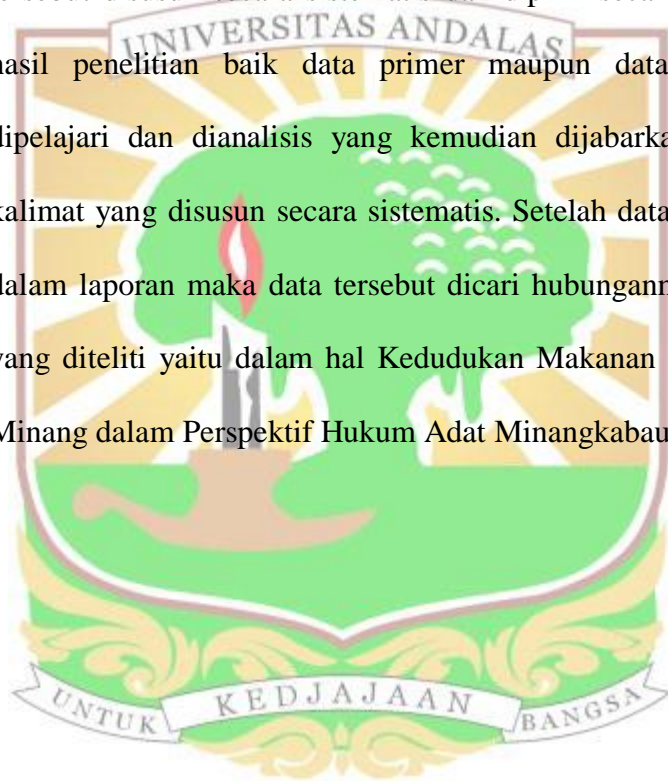 UNIVERSITAS ANDALAS
hasil penelitian baik data primer maupun data
dipelajari dan dianalisis yang kemudian dijabarka
kalimat yang disusun secara sistematis. Setelah data
dalam laporan maka data tersebut dicari hubungann
yang diteliti yaitu dalam hal Kedudukan Makanan
Minang dalam Perspektif Hukum Adat Minangkabau
UNTUK KEDJAJAAN BANGSA